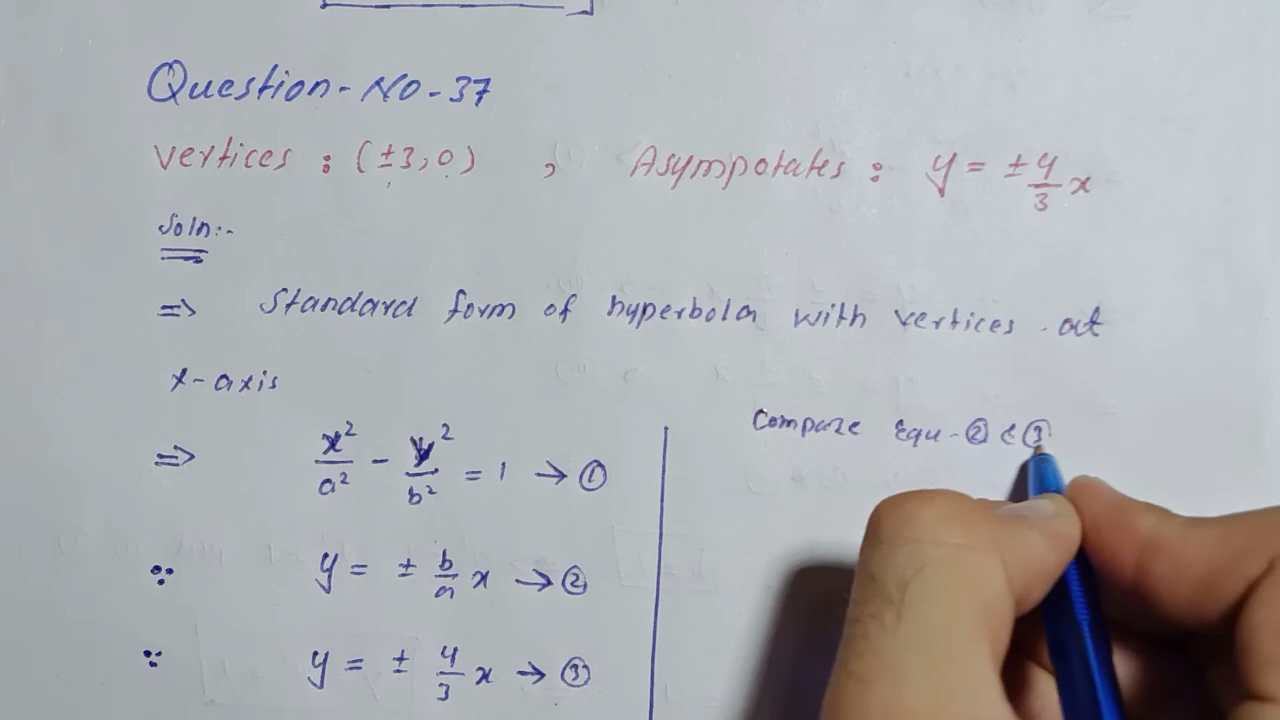 Question-No-37
Vertices : (±3,0) , Asympotates : y = ± 4/3 x
Soln:-
=> Standard form of hyperbola with vertices at
x-axis
=> x²/a² - y²/b² = 1 → ①
∵ y = ± b/a x → ②
∵ y = ± 4/3 x → ③
Compare Equ-② & ③